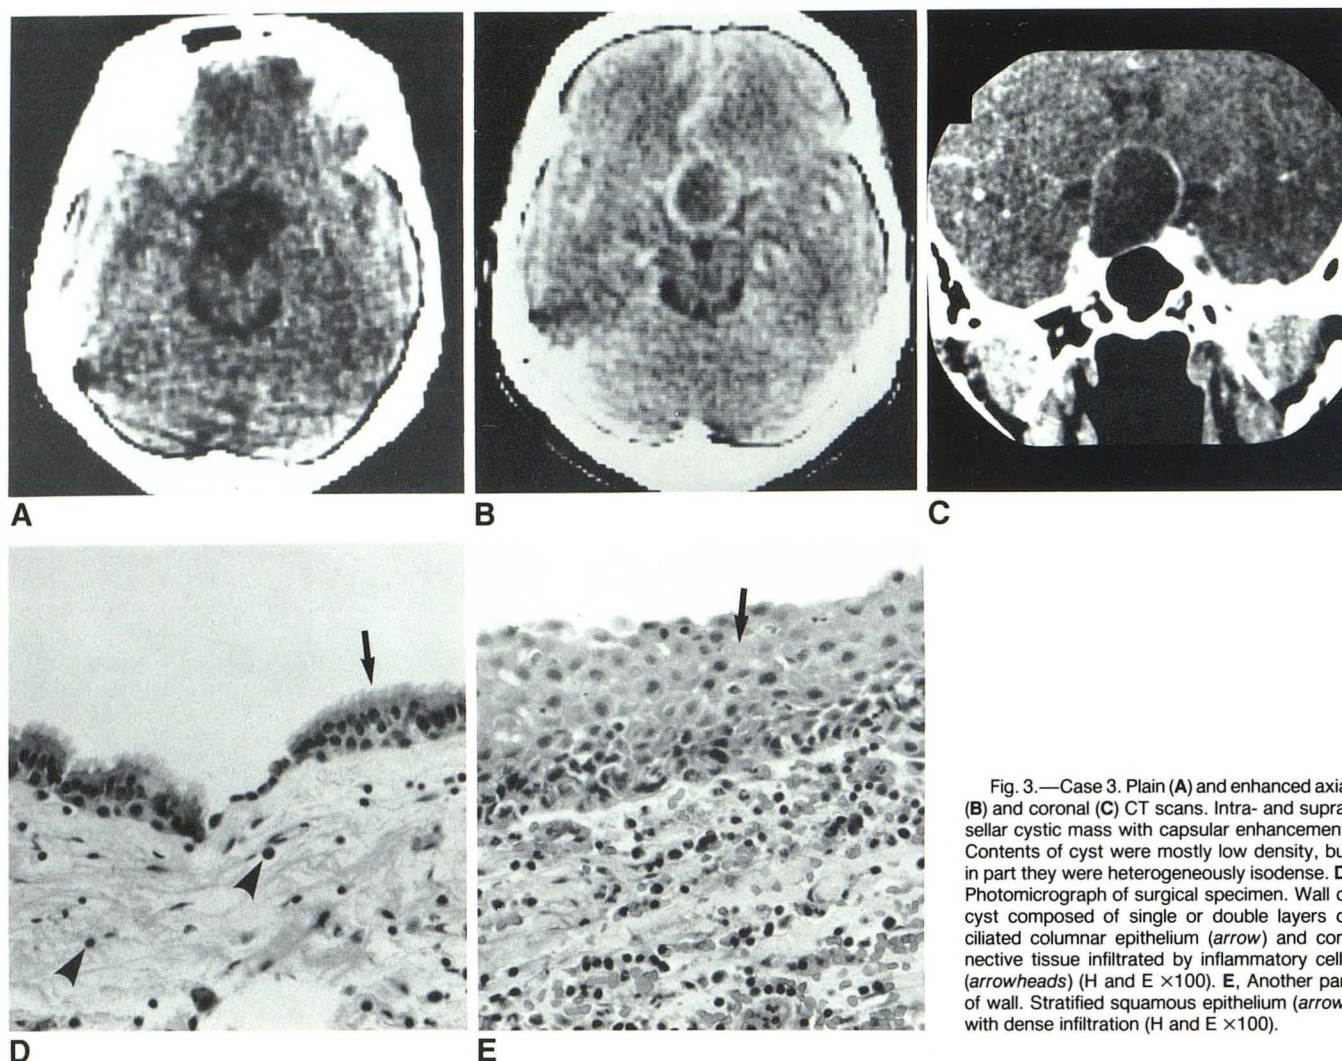 A
B
C
D
E
Fig. 3.—Case 3. Plain (A) and enhanced axia
(B) and coronal (C) CT scans. Intra- and supra
sellar cystic mass with capsular enhancemen
Contents of cyst were mostly low density, bu
in part they were heterogeneously isodense. D
Photomicrograph of surgical specimen. Wall o
cyst composed of single or double layers o
ciliated columnar epithelium (arrow) and con
nective tissue infiltrated by inflammatory cell
(arrowheads) (H and E ×100). E, Another par
of wall. Stratified squamous epithelium (arrow
with dense infiltration (H and E ×100).